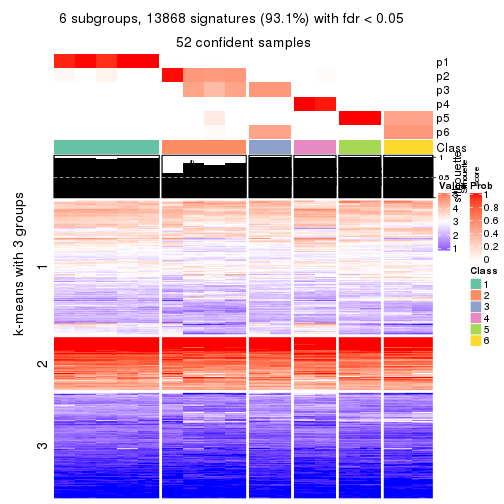 6 subgroups, 13868 signatures (93.1%) with fdr < 0.05
52 confident samples
p1
p2
p3
p4
p5
p6
Class
1
0.5
Silhouette
score
k-means with 3 groups
1
2
3
Value
4
3
2
1
Prob
1
0.8
0.6
0.4
0.2
0
Class
1
2
3
4
5
6